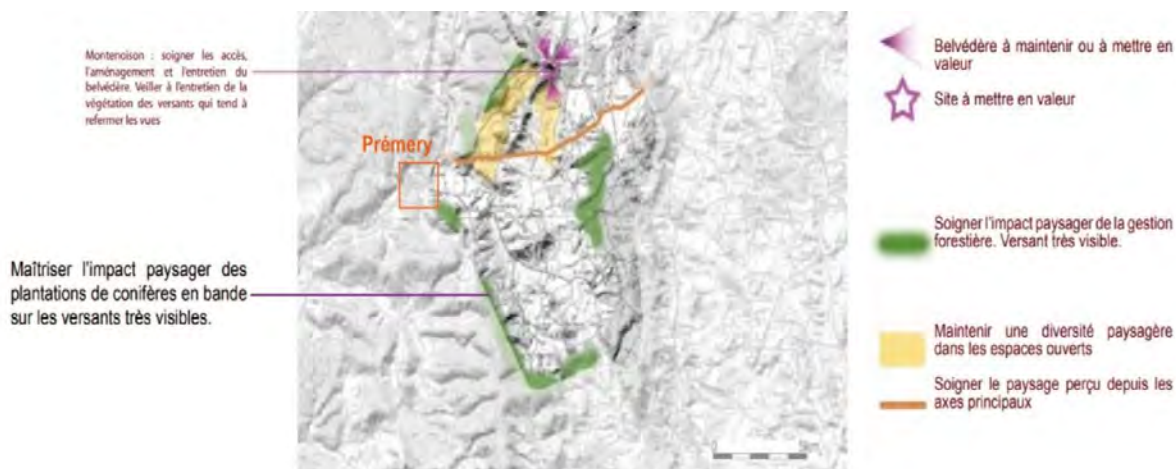 Montenoison : soigner les accès,
l'aménagement et l'entretien du
belvédère. Veiller à l'entretien de la
végétation des versants qui tend à
refermer les vues
Prémery
Maîtriser l'impact paysager des
plantations de conifères en bande
sur les versants très visibles.
Belvédère à maintenir ou à mettre en
valeur
Site à mettre en valeur
Soigner l'impact paysager de la gestion
forestière. Versant très visible.
Maintenir une diversité paysagère
dans les espaces ouverts
Soigner le paysage perçu depuis les
axes principaux